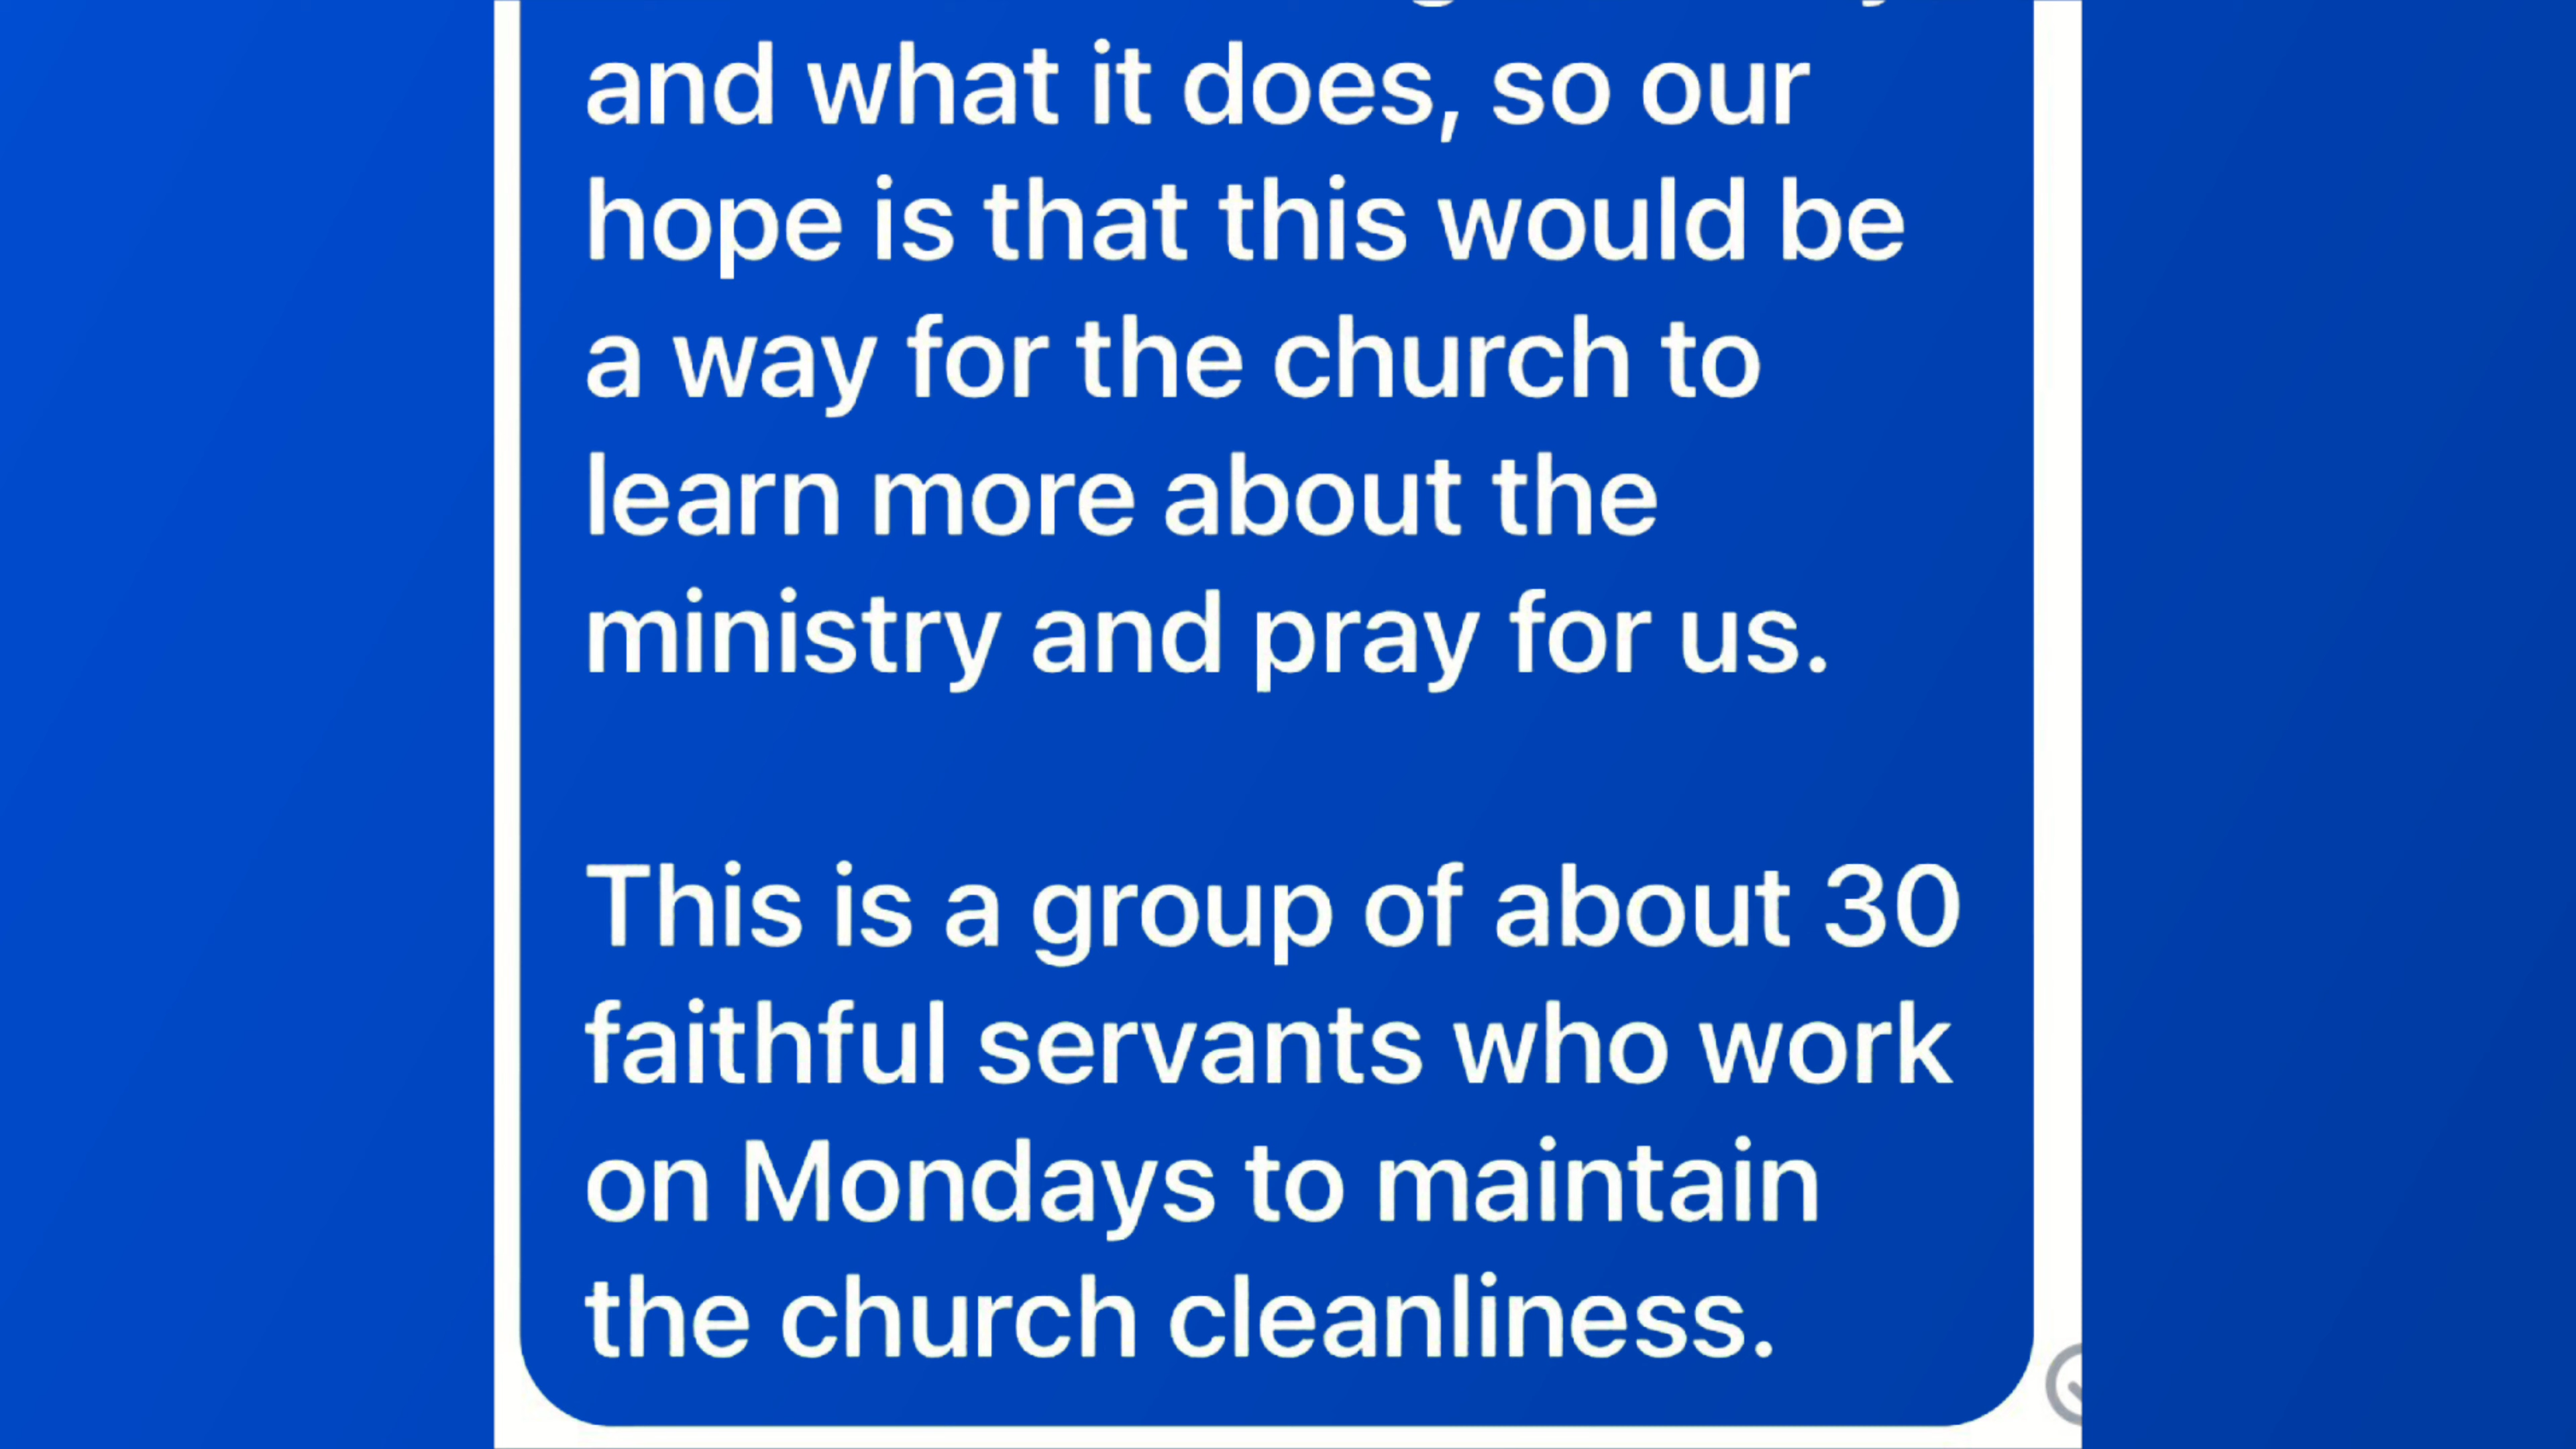 and what it does, so our
hope is that this would be
a way for the church to
learn more about the
ministry and pray for us.
This is a group of about 30
faithful servants who work
on Mondays to maintain
the church cleanliness.